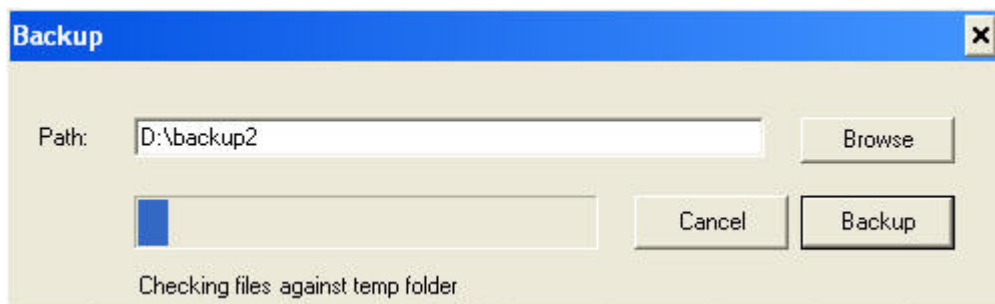 Backup
Path: D:\backup2 Browse
Cancel Backup
Checking files against temp folder